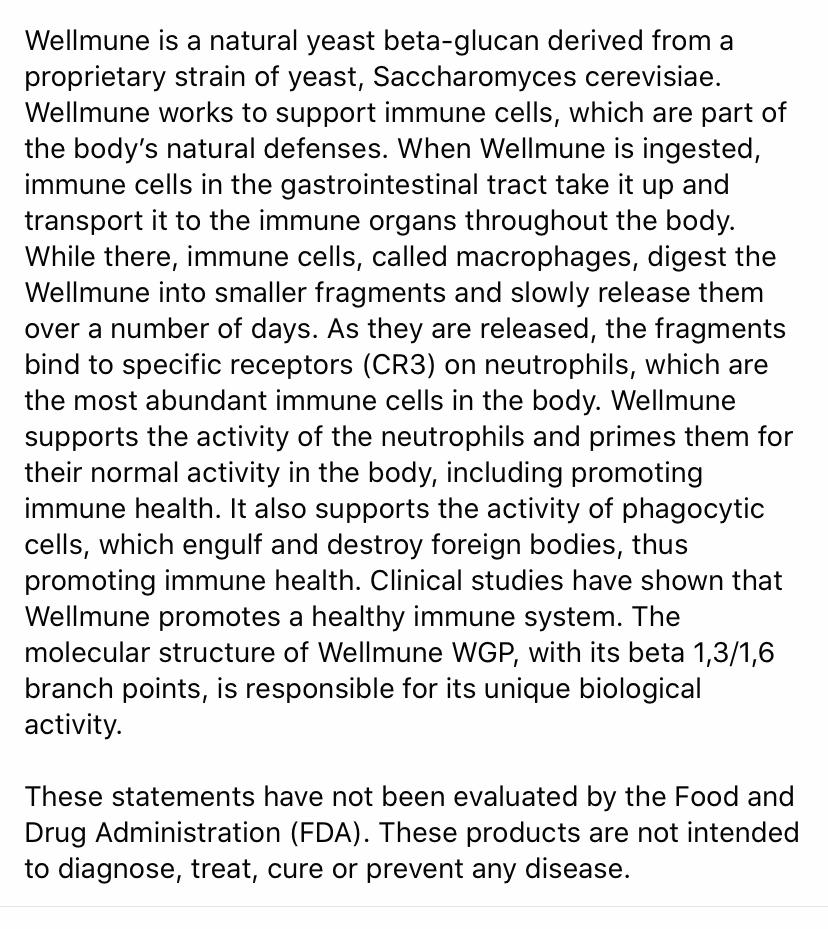 Wellmune is a natural yeast beta-glucan derived from a
proprietary strain of yeast, Saccharomyces cerevisiae.
Wellmune works to support immune cells, which are part of
the body’s natural defenses. When Wellmune is ingested,
immune cells in the gastrointestinal tract take it up and
transport it to the immune organs throughout the body.
While there, immune cells, called macrophages, digest the
Wellmune into smaller fragments and slowly release them
over a number of days. As they are released, the fragments
bind to specific receptors (CR3) on neutrophils, which are
the most abundant immune cells in the body. Wellmune
supports the activity of the neutrophils and primes them for
their normal activity in the body, including promoting
immune health. It also supports the activity of phagocytic
cells, which engulf and destroy foreign bodies, thus
promoting immune health. Clinical studies have shown that
Wellmune promotes a healthy immune system. The
molecular structure of Wellmune WGP, with its beta 1,3/1,6
branch points, is responsible for its unique biological
activity.
These statements have not been evaluated by the Food and
Drug Administration (FDA). These products are not intended
to diagnose, treat, cure or prevent any disease.